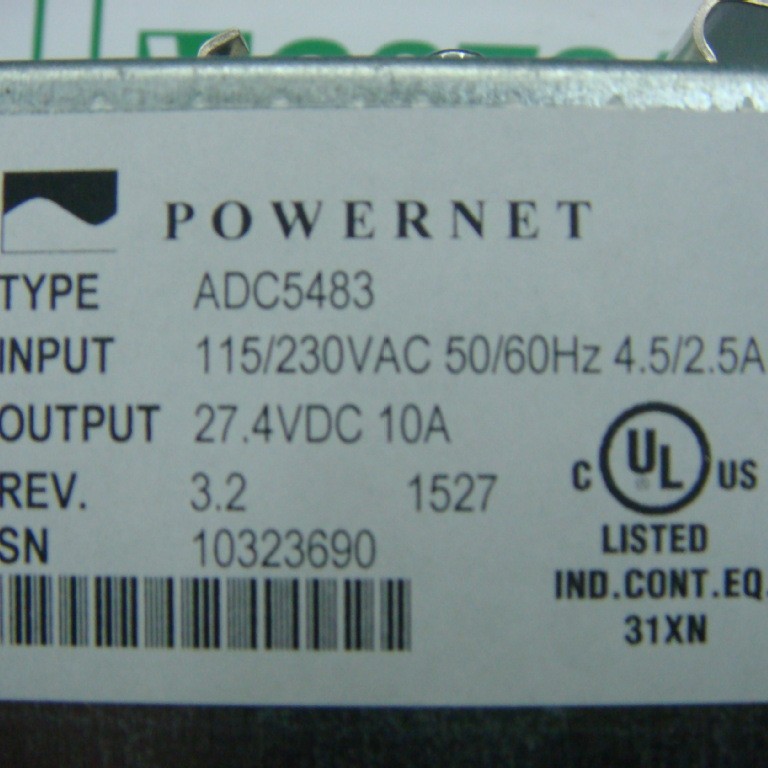 POWERNET
TYPE ADC5483
INPUT 115/230VAC 50/60Hz 4.5/2.5A
OUTPUT 27.4VDC 10A
REV. 3.2 1527
SN 10323690
C UL ® US
LISTED
IND.CONT.EQ.
31XN